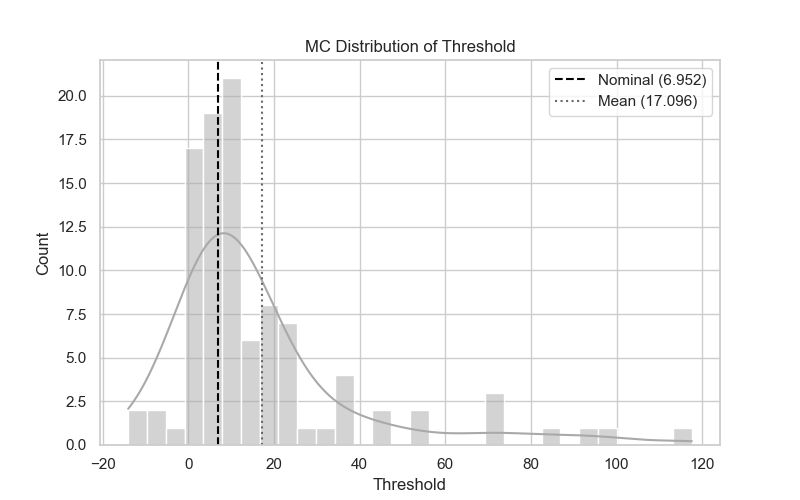 MC Distribution of Threshold
Nominal (6.952)
Mean (17.096)
20.0
17.5
15.0
12.5
10.0
7.5
5.0
2.5
0.0
Count
−20 0 20 40 60 80 100 120
Threshold